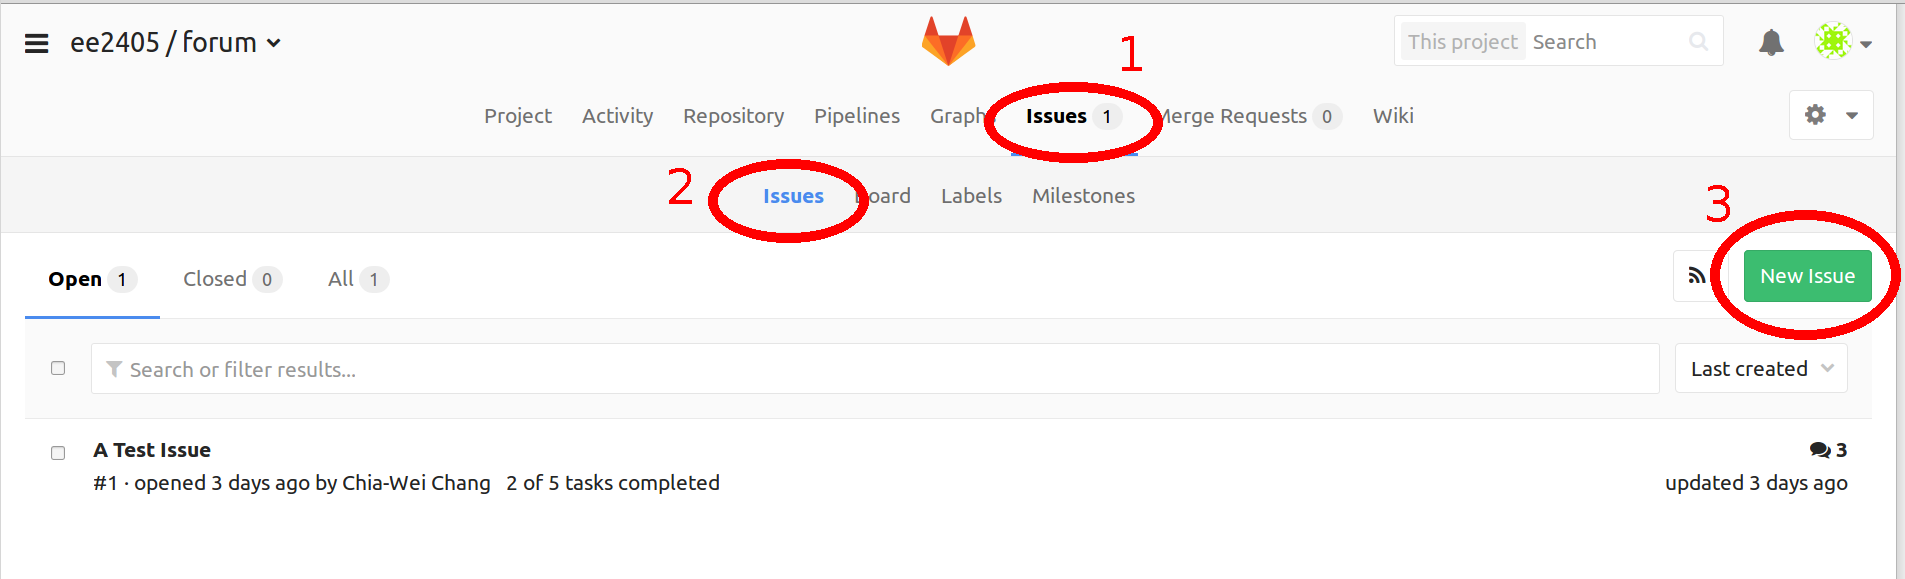 ee2405 / forum
This project Search
1
Project Activity Repository Pipelines Graph Issues 1 Merge Requests 0 Wiki
2
Issues Board Labels Milestones
3
Open 1 Closed 0 All 1
New Issue
Search or filter results...
Last created
A Test Issue
3
#1 · opened 3 days ago by Chia-Wei Chang 2 of 5 tasks completed
updated 3 days ago